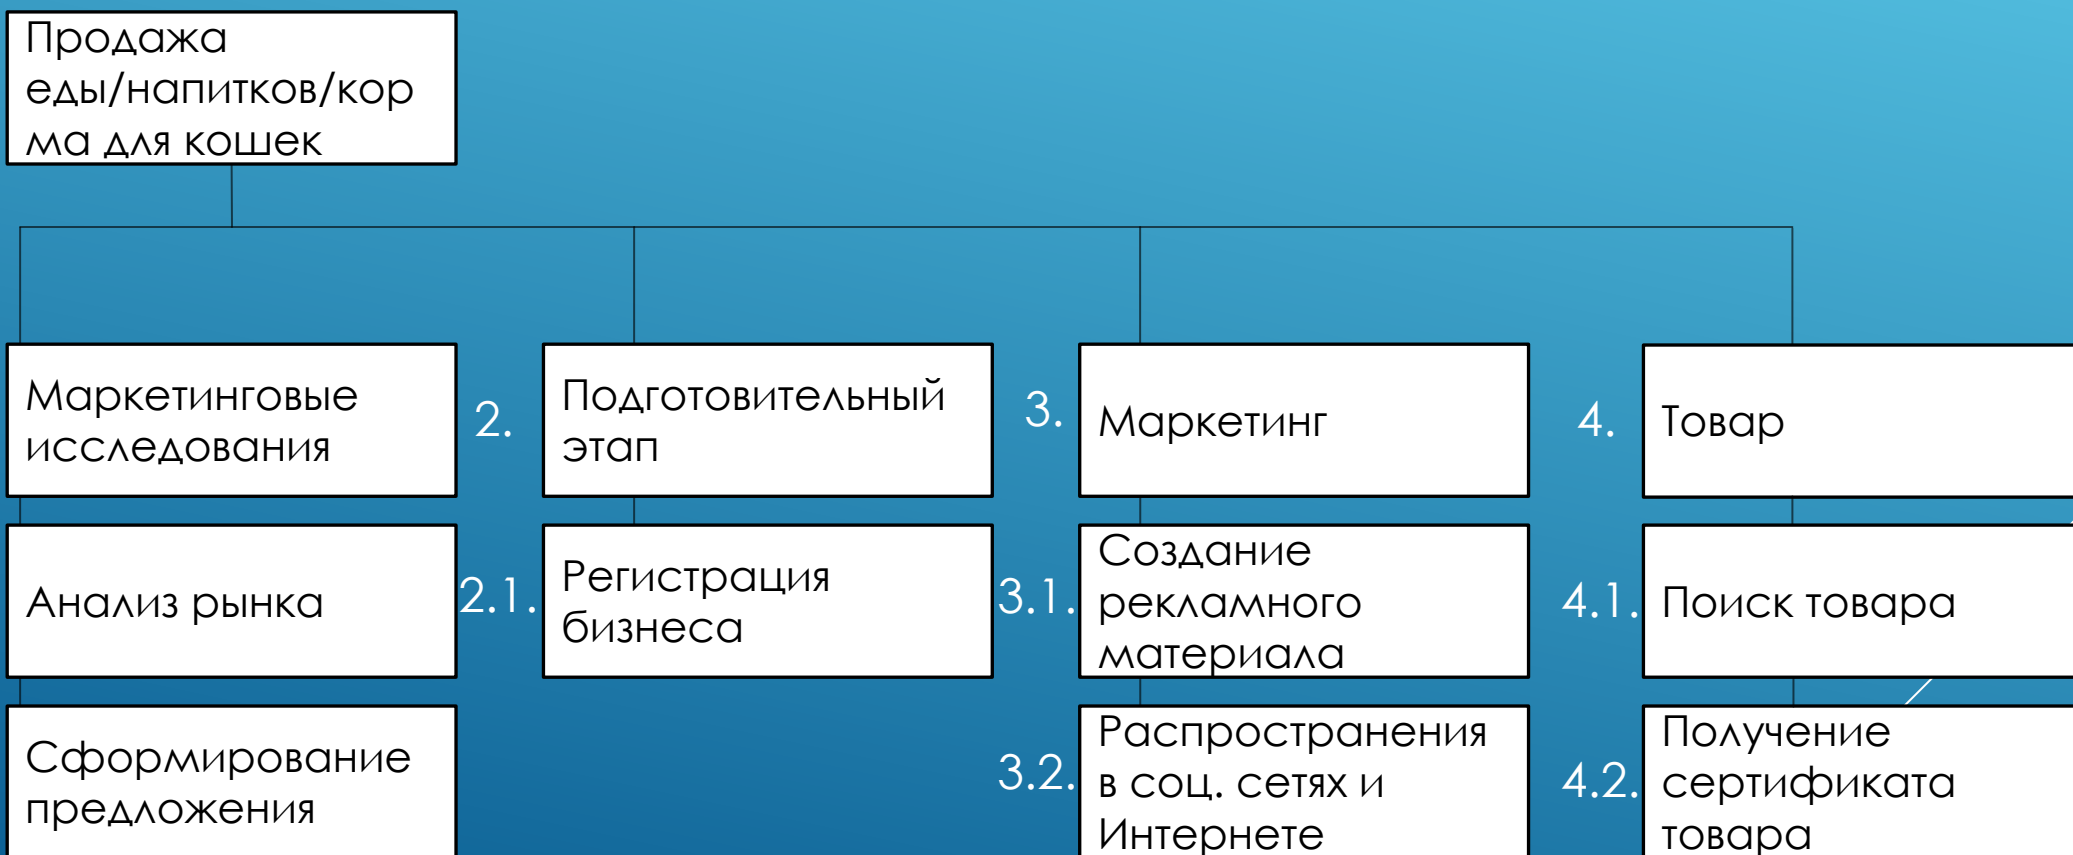 Продажа
еды/напитков/кор
ма для кошек
Маркетинговые
исследования
2.
Подготовительный
этап
3.
Маркетинг
4.
Товар
Анализ рынка
2.1.
Регистрация
бизнеса
3.1.
Создание
рекламного
материала
4.1.
Поиск товара
Сформирование
предложения
3.2.
Распространения
в соц. сетях и
Интернете
4.2.
Получение
сертификата
товара